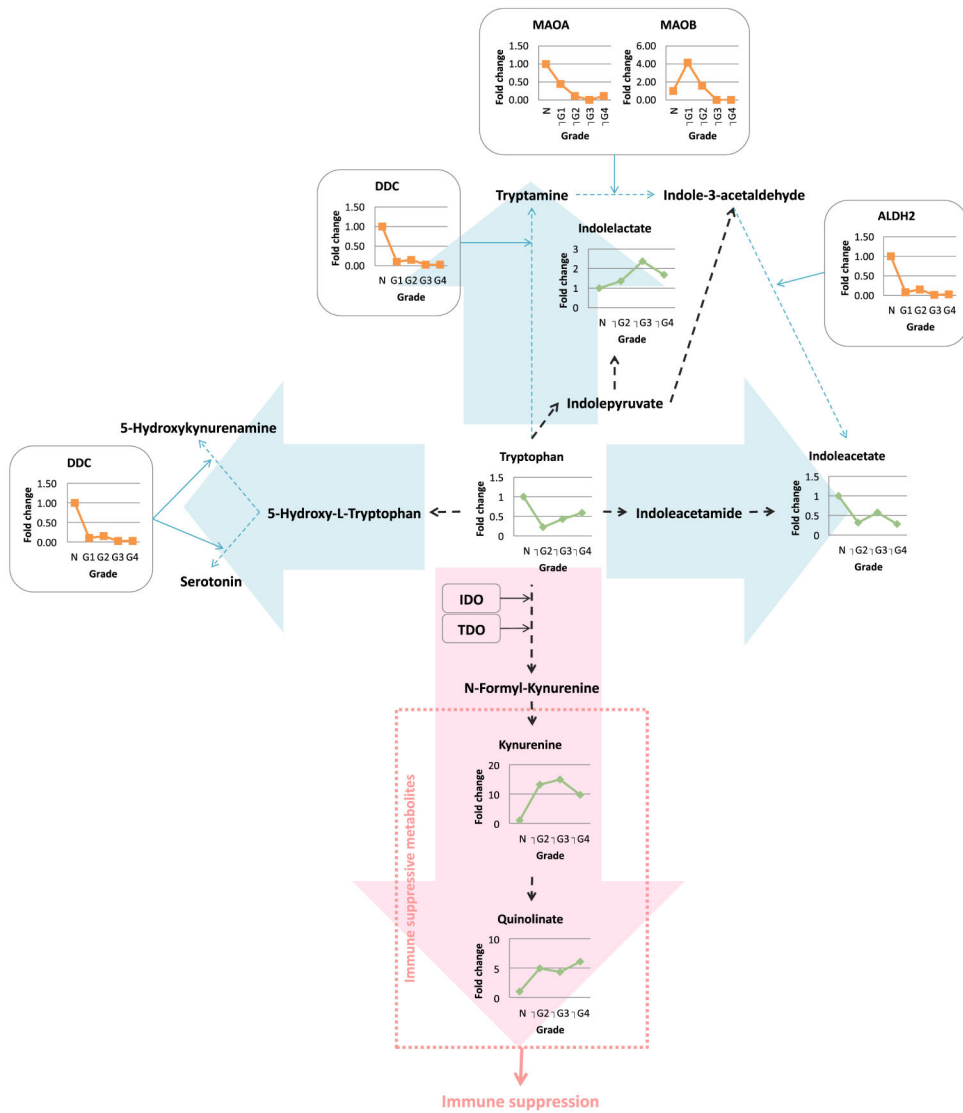 MAOA
MAOB
Fold change
1.50
1.00
0.50
0.00
N
┐G1
┐G2
┐G3
┐G4
Grade
Fold change
6.00
4.00
2.00
0.00
N
┐G1
┐G2
┐G3
┐G4
Grade
DDC
Fold change
1.50
1.00
0.50
0.00
N G1 G2 G3 G4
Grade
Tryptamine
Indole-3-acetaldehyde
Indolelactate
Fold change
3
2
1
0
N ┐G2 ┐G3 ┐G4
Grade
ALDH2
Fold change
1.50
1.00
0.50
0.00
N G1 G2 G3 G4
Grade
Indolepyruvate
5-Hydroxykynurenamine
DDC
Fold change
1.50
1.00
0.50
0.00
N G1 G2 G3 G4
Grade
5-Hydroxy-L-Tryptophan
Serotonin
Tryptophan
Fold change
1.50
1
0.5
0
N ┐G2 ┐G3 ┐G4
Grade
Indoleacetamide
Indoleacetate
Fold change
1.50
1
0.5
0
N ┐G2 ┐G3 ┐G4
Grade
IDO
TDO
N-Formyl-Kynurenine
Immune suppressive metabolites
Kynurenine
Fold change
20
10
0
N ┐G2 ┐G3 ┐G4
Grade
Quinolinate
Fold change
10
5
0
N ┐G2 ┐G3 ┐G4
Grade
Immune suppression